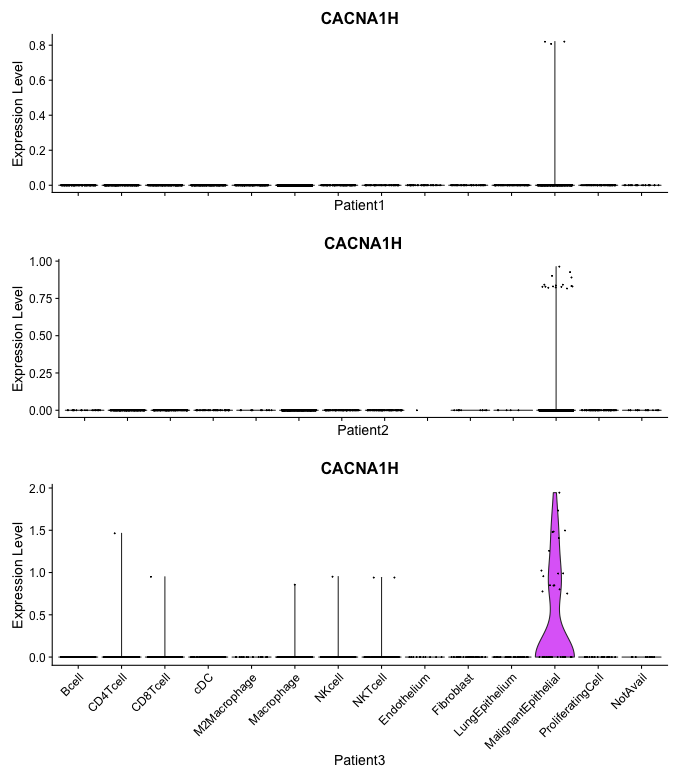 CACNA1H
Expression Level
0.8
0.6
0.4
0.2
0.0
Patient1
CACNA1H
Expression Level
1.00
0.75
0.50
0.25
0.00
Patient2
CACNA1H
Expression Level
2.0
1.5
1.0
0.5
0.0
Bcell
CD4Tcell
CD8Tcell
cDC
M2Macrophage
Macrophage
NKcell
NKTcell
Endothelium
Fibroblast
LungEpithelium
MalignantEpithelial
ProliferatingCell
NotAvail
Patient3